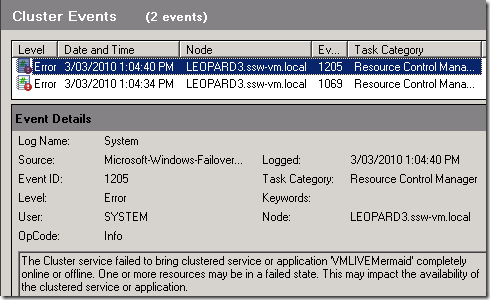 Cluster Events (2 events)
Level Date and Time Node Ev... Task Category
Error 3/03/2010 1:04:40 PM LEOPARD3.ssw-vm.local 1205 Resource Control Mana...
Error 3/03/2010 1:04:34 PM LEOPARD3.ssw-vm.local 1069 Resource Control Mana...
Event Details
Log Name: System
Source: Microsoft-Windows-Failover... Logged: 3/03/2010 1:04:40 PM
Event ID: 1205 Task Category: Resource Control Manager
Level: Error Keywords:
User: SYSTEM Node: LEOPARD3.ssw-vm.local
OpCode: Info
The Cluster service failed to bring clustered service or application 'VMLIVEMermaid' completely
online or offline. One or more resources may be in a failed state. This may impact the availability of
the clustered service or application.